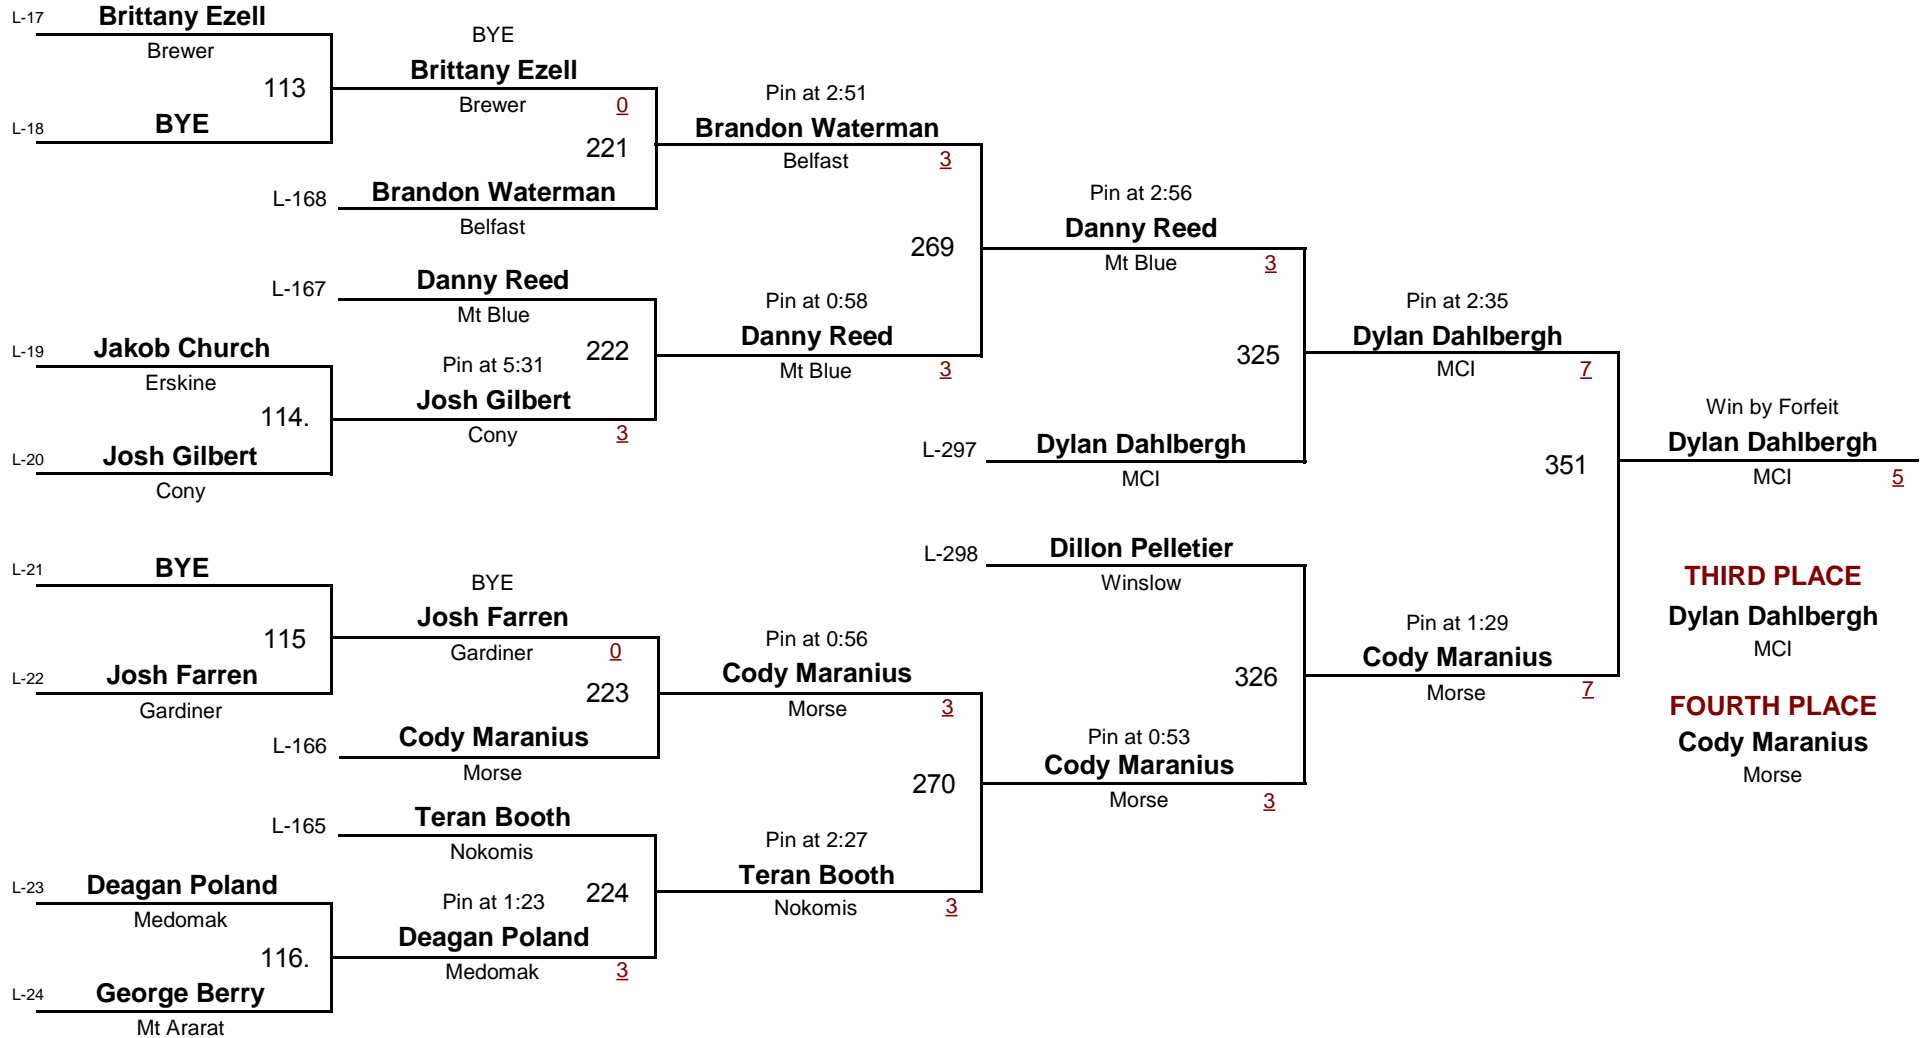 L-17 Brittany Ezell
Brewer
113
L-18 BYE
BYE
Brittany Ezell
Brewer 0
221
L-168 Brandon Waterman
Belfast
Pin at 2:51
Brandon Waterman
Belfast 3
269
L-167 Danny Reed
Mt Blue
222
L-19 Jakob Church
Erskine
114.
L-20 Josh Gilbert
Cony
Pin at 5:31
Josh Gilbert
Cony 3
Pin at 0:58
Danny Reed
Mt Blue 3
Pin at 2:56
Danny Reed
Mt Blue 3
325
L-297 Dylan Dahlbergh
MCI
Pin at 2:35
Dylan Dahlbergh
MCI 7
351
Win by Forfeit
Dylan Dahlbergh
MCI 5
L-21 BYE
115
L-22 Josh Farren
Gardiner
BYE
Josh Farren
Gardiner 0
223
L-166 Cody Maranius
Morse
Pin at 0:56
Cody Maranius
Morse 3
270
L-165 Teran Booth
Nokomis
224
L-23 Deagan Poland
Medomak
116.
L-24 George Berry
Mt Ararat
Pin at 1:23
Deagan Poland
Medomak 3
Pin at 2:27
Teran Booth
Nokomis 3
L-298 Dillon Pelletier
Winslow
326
Pin at 0:53
Cody Maranius
Morse 3
Pin at 1:29
Cody Maranius
Morse 7
THIRD PLACE
Dylan Dahlbergh
MCI
FOURTH PLACE
Cody Maranius
Morse